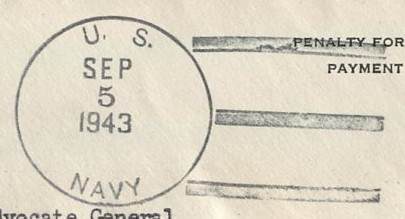 U. S.
SEP
5
1943
NAVY
PENALTY FOR
PAYMENT
dvocate General